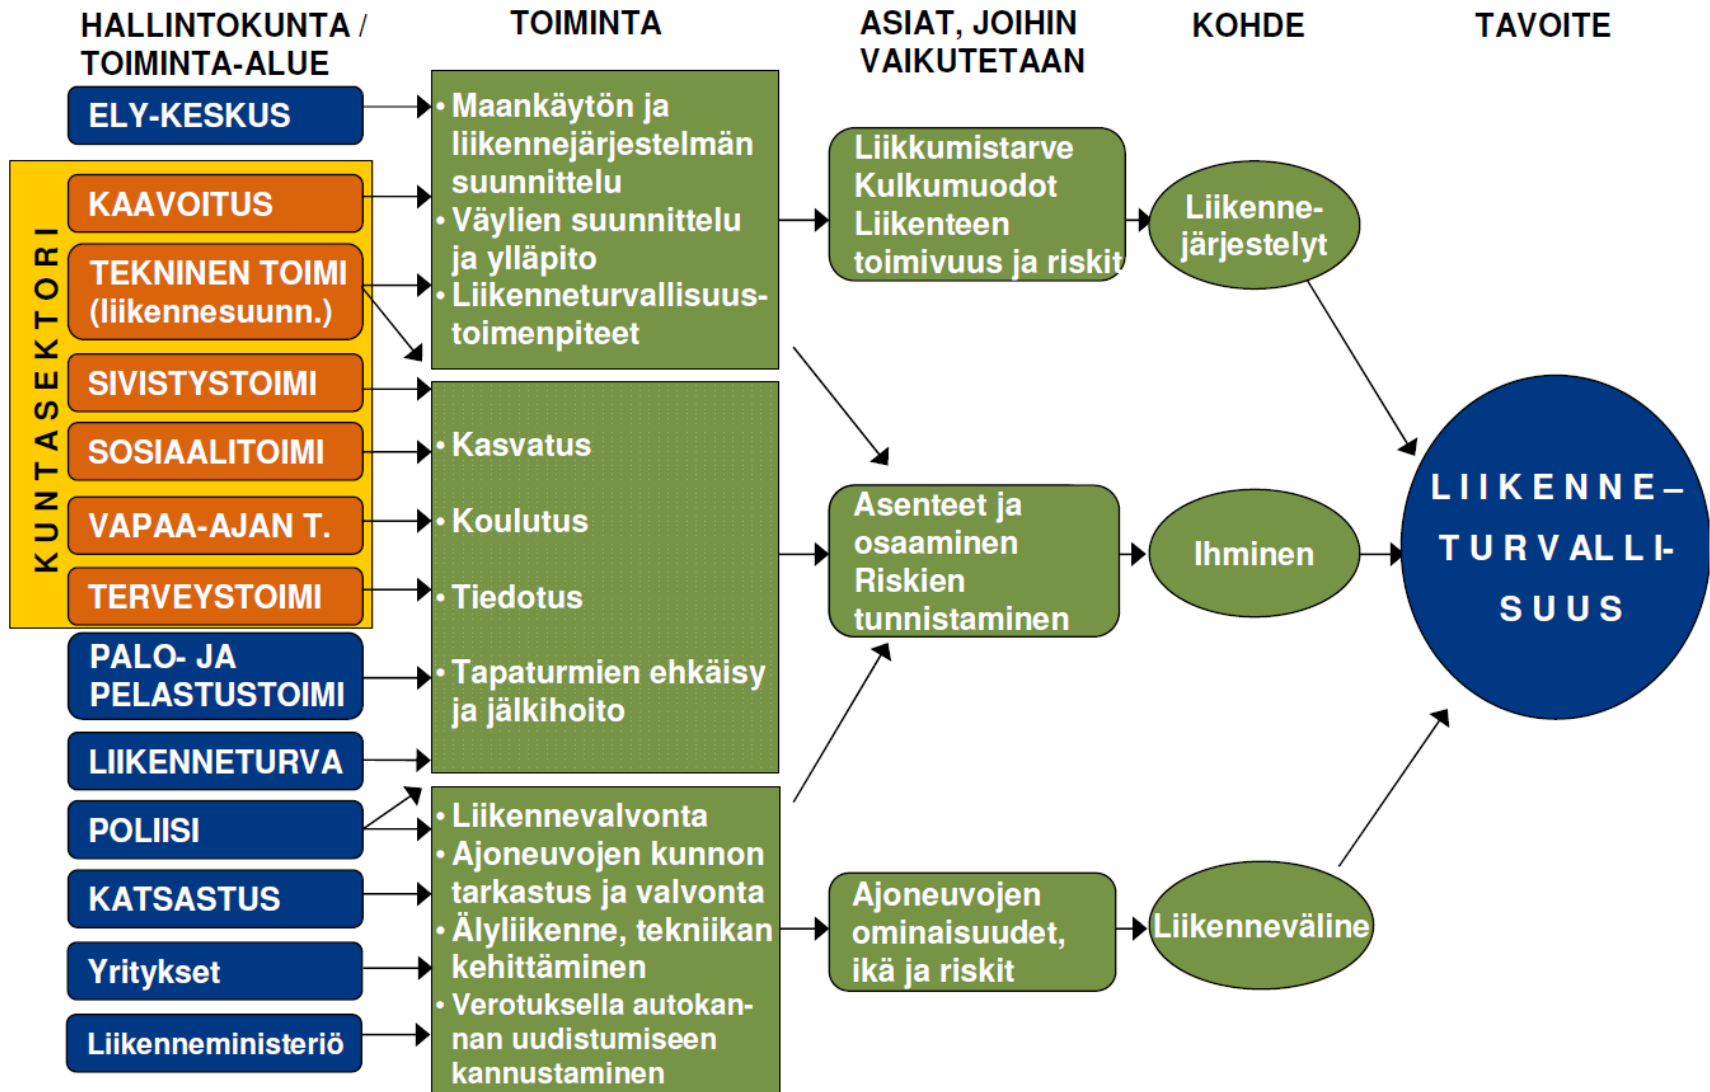 HALLINTOKUNTA /
TOIMINTA-ALUE
TOIMINTA
ASIAT, JOIHIN
VAIKUTETAAN
KOHDE
TAVOITE
KUNTASEKTORI
ELY-KESKUS
KAAVOITUS
TEKNINEN TOIMI
(liikennesuunn.)
SIVISTYSTOIMI
SOSIAALITOIMI
VAPAA-AJAN T.
TERVEYSTOIMI
PALO- JA
PELASTUSTOIMI
LIIKENNETURVA
POLIISI
KATSASTUS
Yritykset
Liikenneministeriö
• Maankäytön ja
liikennejärjestelmän
suunnittelu
• Väylien suunnittelu
ja ylläpito
• Liikenneturvallisuus-
toimenpiteet
• Kasvatus
• Koulutus
• Tiedotus
• Tapaturmien ehkäisy
ja jälkihoito
• Liikennevalvonta
• Ajoneuvojen kunnon
tarkastus ja valvonta
• Älyliikenne, tekniikan
kehittäminen
• Verotuksella autokan-
nan uudistumiseen
kannustaminen
Liikkumistarve
Kulkumuodot
Liikenteen
toimivuus ja riskit
Asenteet ja
osaaminen
Riskien
tunnistaminen
Ajoneuvojen
ominaisuudet,
ikä ja riskit
Liikenne-
järjestelyt
Ihminen
Liikenneväline
LIIKENNE–
TURVALLI-
SUUS